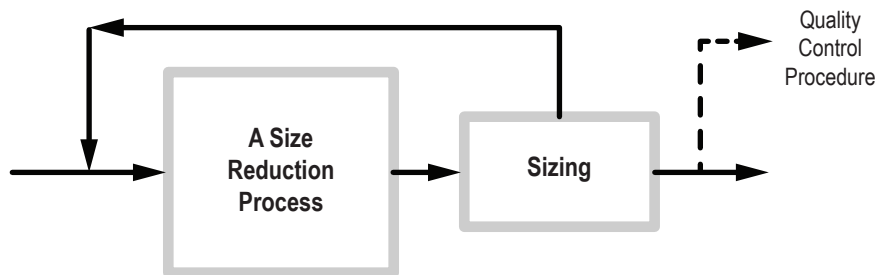 Quality
Control
Procedure
A Size
Reduction
Process
Sizing